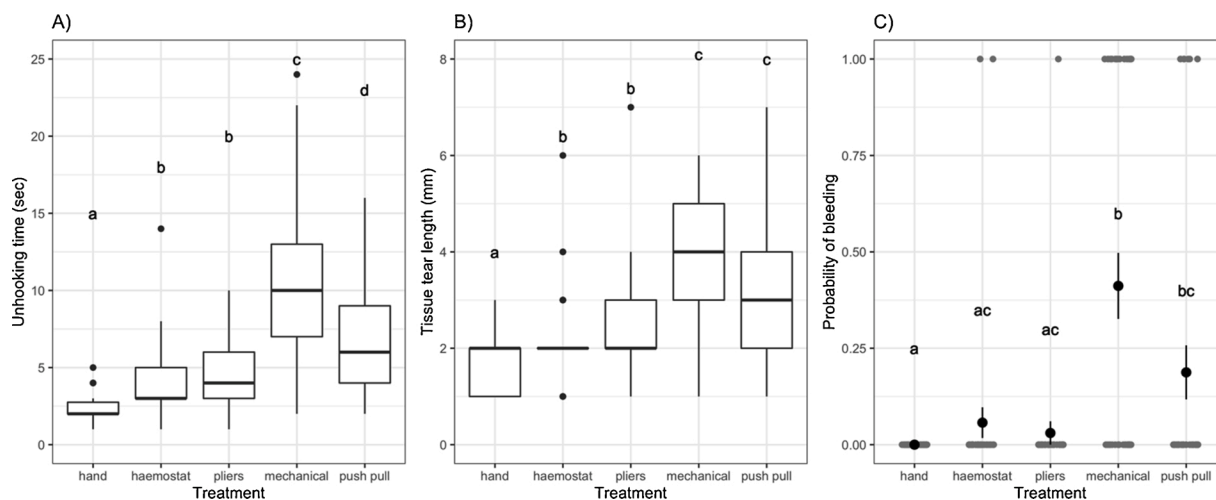 A)
Unhooking time (sec)
25
20
15
10
5
0
a
b
b
c
d
hand haemostat pliers mechanical push pull
Treatment
B)
Tissue tear length (mm)
8
6
4
2
0
a
b
b
c
c
hand haemostat pliers mechanical push pull
Treatment
C)
Probability of bleeding
1.00
0.75
0.50
0.25
0.00
a
ac
ac
b
bc
hand haemostat pliers mechanical push pull
Treatment